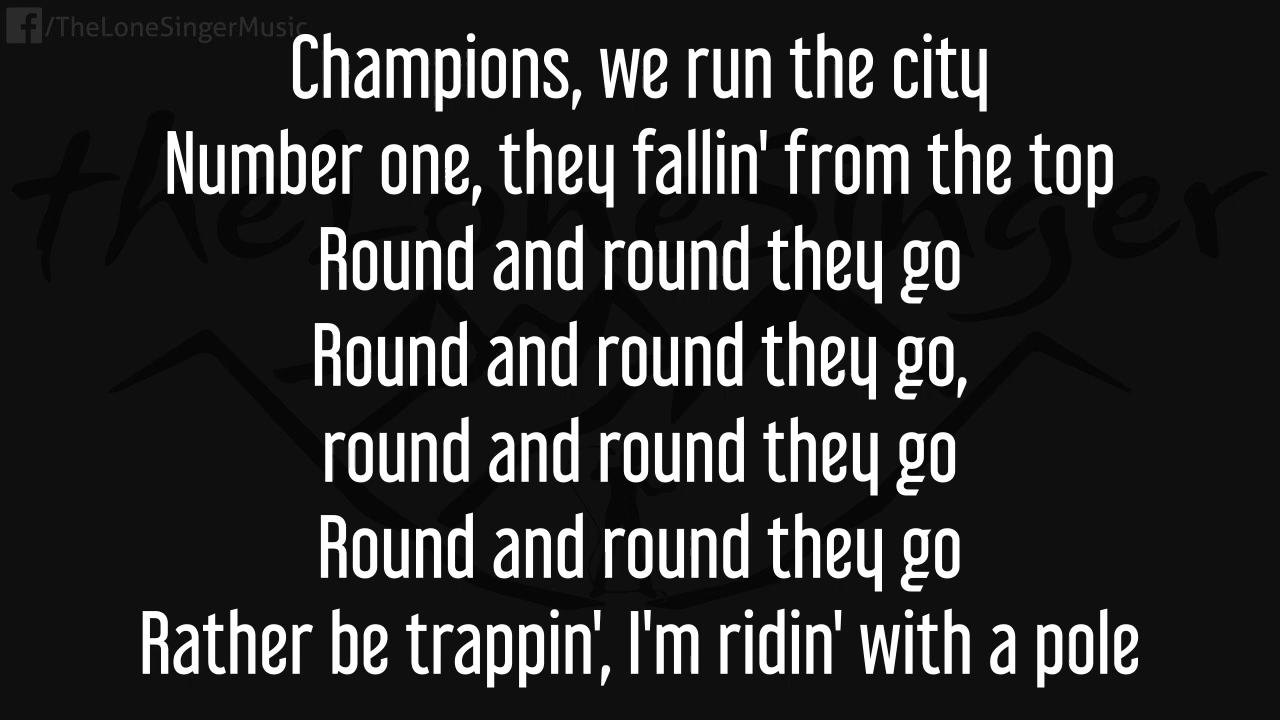 /TheLoneSingerMusic
Champions, we run the city
Number one, they fallin' from the top
Round and round they go
Round and round they go,
round and round they go
Round and round they go
Rather be trappin', I'm ridin' with a pole
theLoneSinger